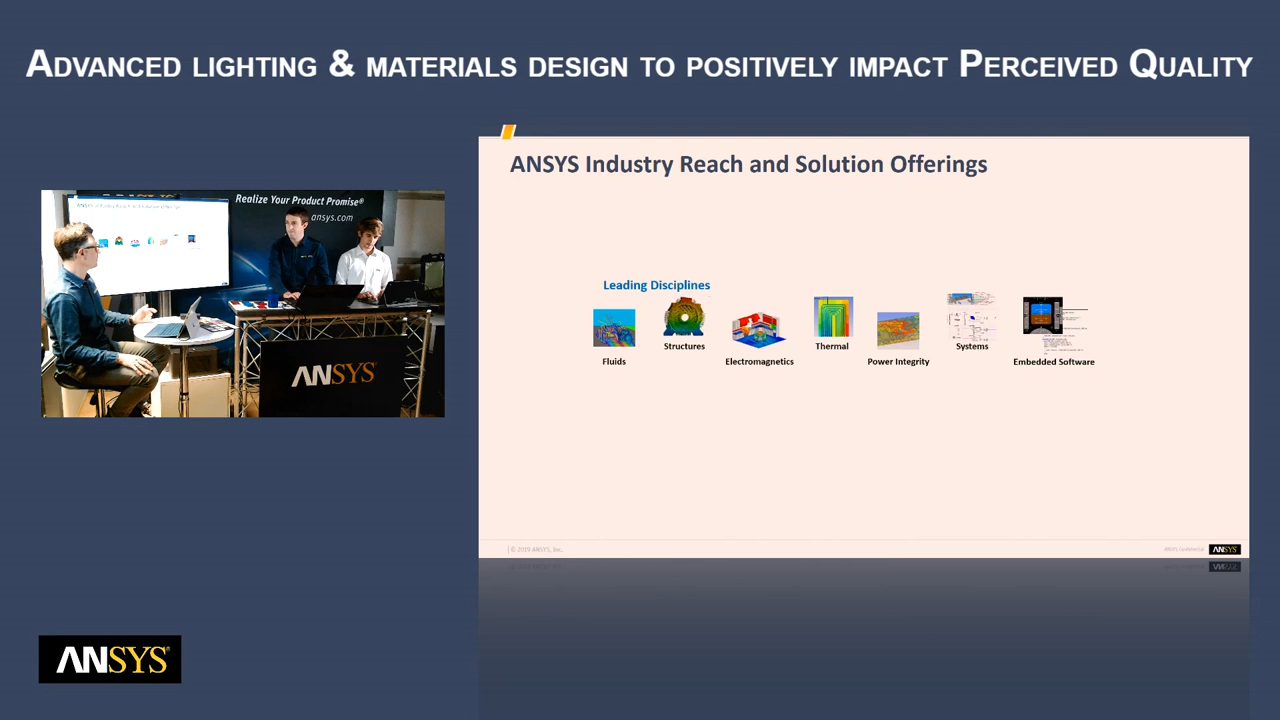 ADVANCED LIGHTING & MATERIALS DESIGN TO POSITIVELY IMPACT PERCEIVED QUALITY
ANSYS Industry Reach and Solution Offerings
Realize Your Product Promise®
ansys.com
ANSYS
Leading Disciplines
Fluids
Structures
Electromagnetics
Thermal
Power Integrity
Systems
Embedded Software
© 2019 ANSYS, Inc.
ANSYS Confidential
ANSYS
ANSYS®